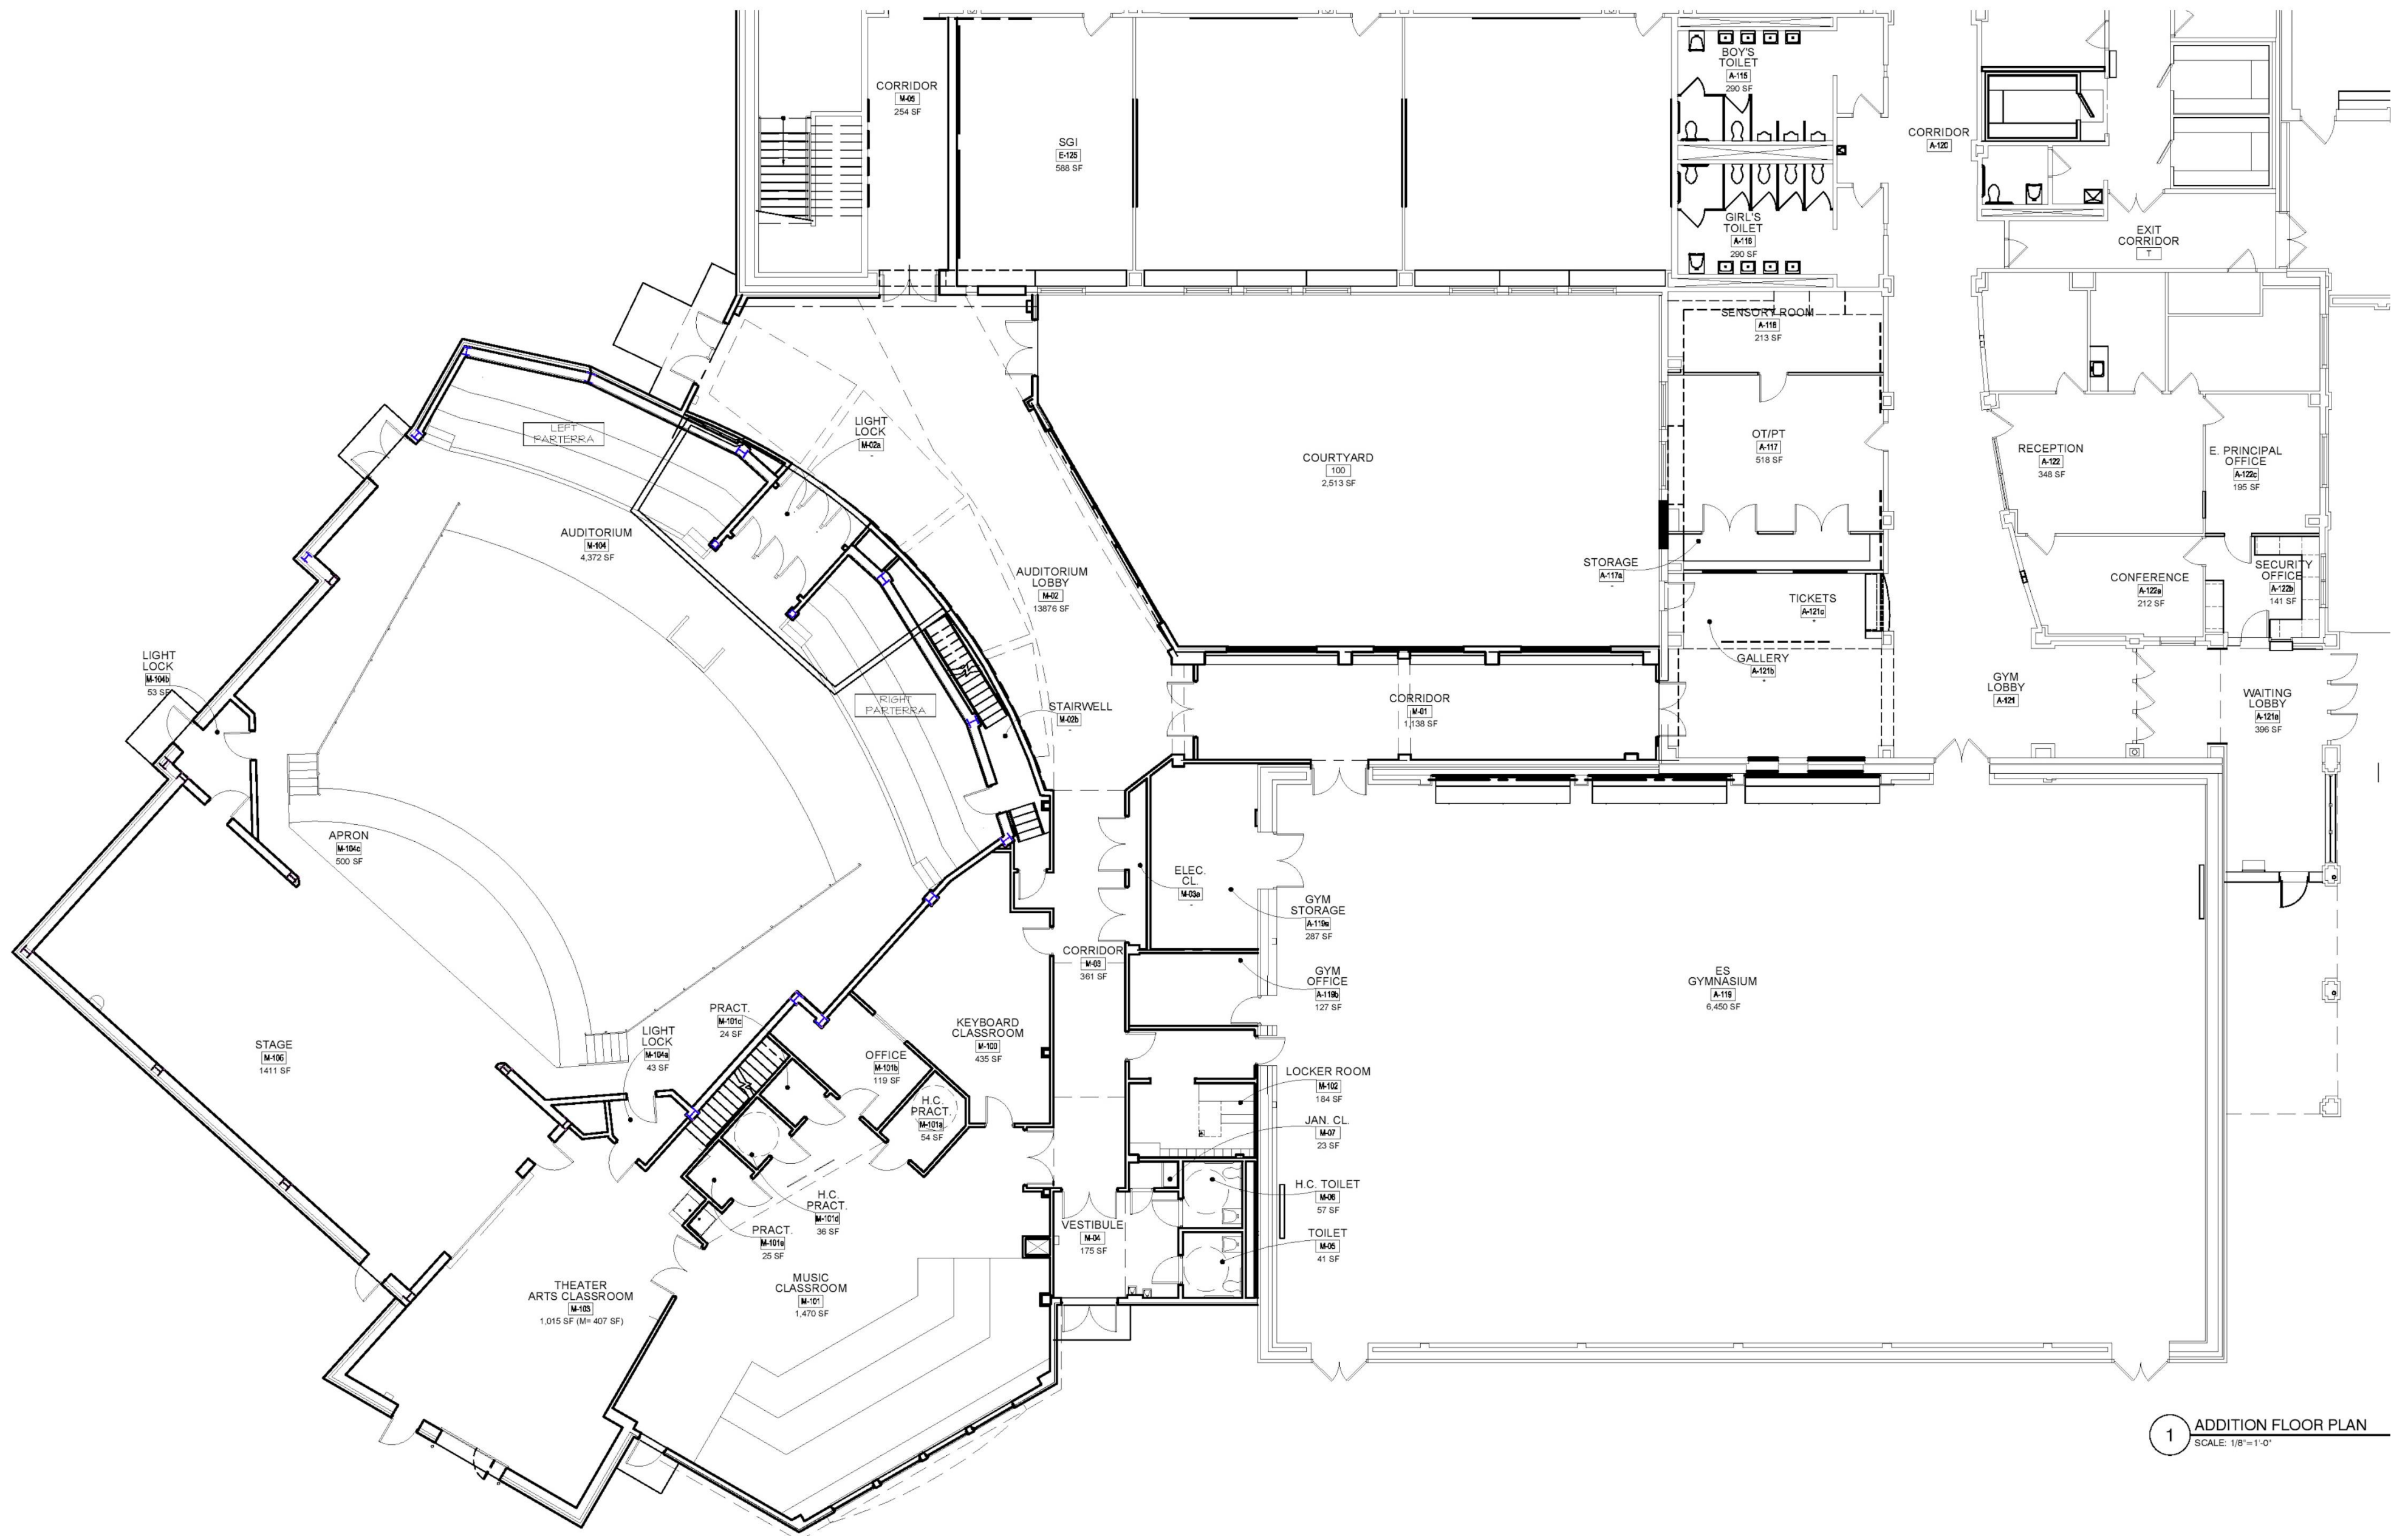 CORRIDOR
M-05
254 SF
SGI
E-125
588 SF
BOY'S
TOILET
A-115
290 SF
GIRL'S
TOILET
A-116
290 SF
CORRIDOR
A-120
EXIT
CORRIDOR
T
SENSORY ROOM
A-118
213 SF
OT/PT
A-117
518 SF
STORAGE
A-117a
-
RECEPTION
A-122
348 SF
E. PRINCIPAL
OFFICE
A-122c
195 SF
CONFERENCE
A-122a
212 SF
SECURITY
OFFICE
A-122b
141 SF
COURTYARD
100
2,513 SF
LEFT
PARTERRA
LIGHT
LOCK
M-02a
-
AUDITORIUM
M-104
4,372 SF
AUDITORIUM
LOBBY
M-02
13876 SF
TICKETS
A-121c
GALLERY
A-121b
GYM
LOBBY
A-121
WAITING
LOBBY
A-121a
396 SF
LIGHT
LOCK
M-104b
53 SF
RIGHT
PARTERRA
STAIRWELL
M-02b
-
CORRIDOR
M-01
1,138 SF
APRON
M-104c
500 SF
ELEC.
CL.
M-03a
-
GYM
STORAGE
A-119a
287 SF
CORRIDOR
M-03
361 SF
GYM
OFFICE
A-119b
127 SF
ES
GYMNASIUM
A-119
6,450 SF
STAGE
M-106
1411 SF
PRACT.
M-101c
24 SF
LIGHT
LOCK
M-104a
43 SF
OFFICE
M-101b
119 SF
KEYBOARD
CLASSROOM
M-100
435 SF
H.C.
PRACT.
M-101a
54 SF
LOCKER ROOM
M-102
184 SF
JAN. CL.
M-07
23 SF
H.C. TOILET
M-06
57 SF
TOILET
M-05
41 SF
VESTIBULE
M-04
175 SF
H.C.
PRACT.
M-101d
36 SF
PRACT.
M-101e
25 SF
MUSIC
CLASSROOM
M-101
1,470 SF
THEATER
ARTS CLASSROOM
M-103
1,015 SF (M= 407 SF)
1
ADDITION FLOOR PLAN
SCALE: 1/8"=1'-0"